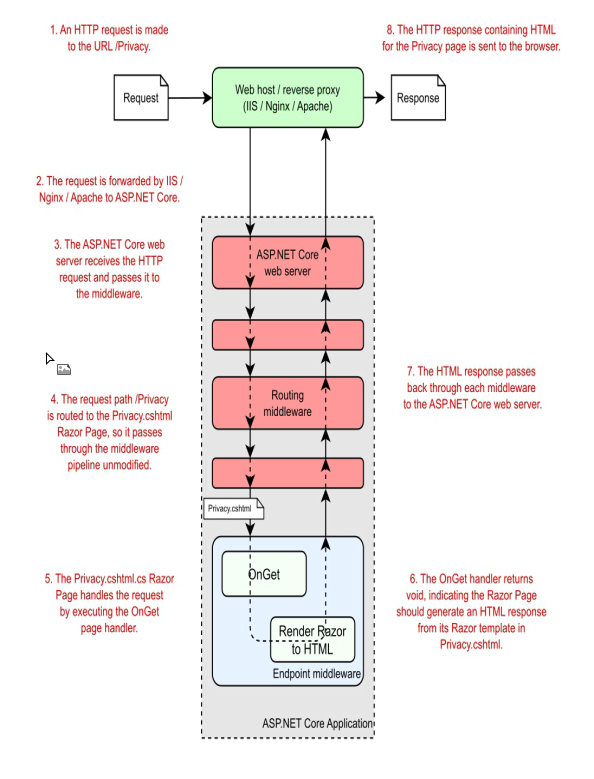 1. An HTTP request is made
to the URL /Privacy.
8. The HTTP response containing HTML
for the Privacy page is sent to the browser.
Request
Web host / reverse proxy
(IIS / Nginx / Apache)
Response
2. The request is forwarded by IIS /
Nginx / Apache to ASP.NET Core.
3. The ASP.NET Core web
server receives the HTTP
request and passes it to
the middleware.
ASP.NET Core
web server
4. The request path /Privacy
is routed to the Privacy.cshtml
Razor Page, so it passes
through the middleware
pipeline unmodified.
Routing
middleware
7. The HTML response passes
back through each middleware
to the ASP.NET Core web server.
Privacy.cshtml
5. The Privacy.cshtml.cs Razor
Page handles the request
by executing the OnGet
page handler.
OnGet
Render Razor
to HTML
Endpoint middleware
6. The OnGet handler returns
void, indicating the Razor Page
should generate an HTML response
from its Razor template in
Privacy.cshtml.
ASP.NET Core Application